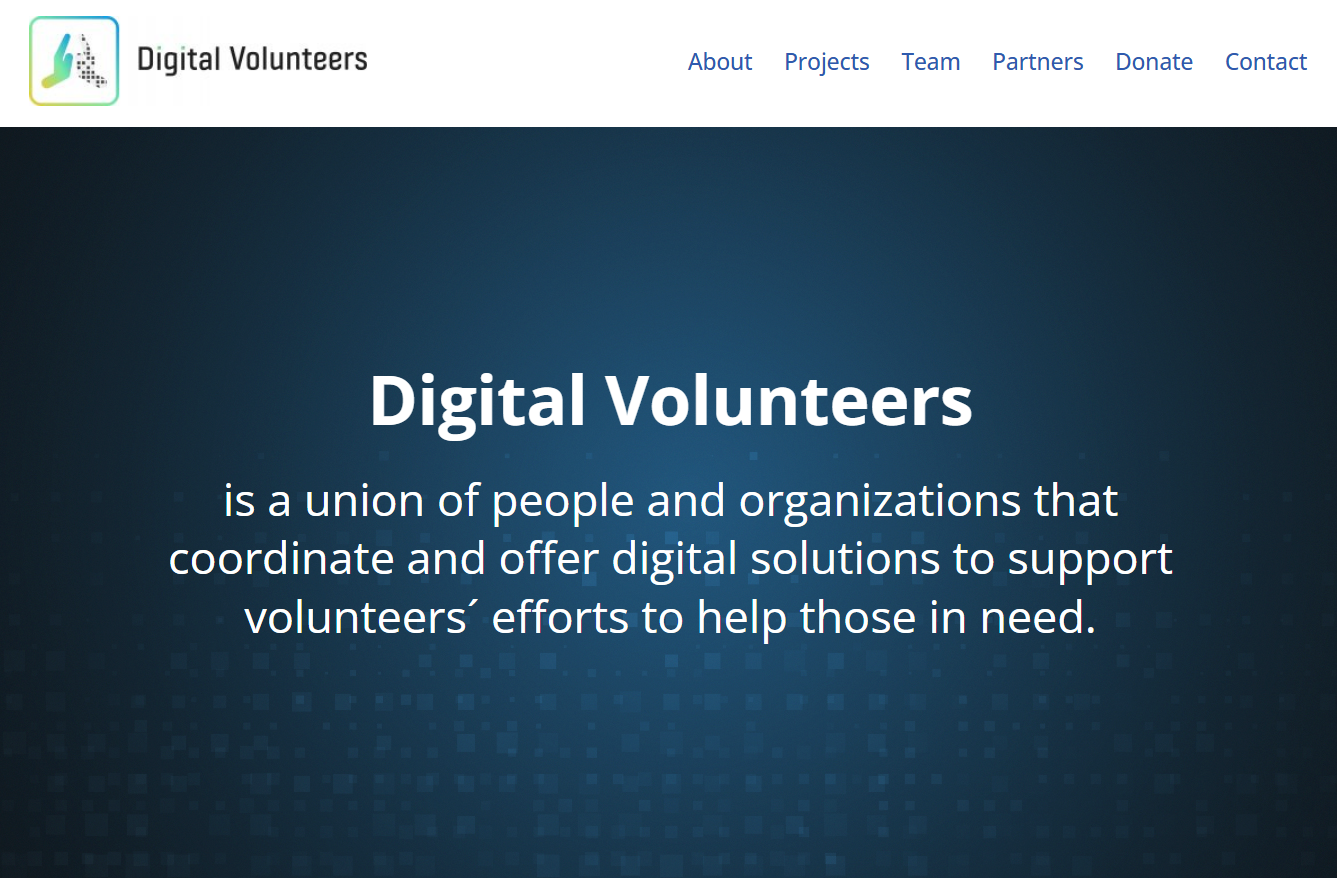 Digital Volunteers
About
Projects
Team
Partners
Donate
Contact
Digital Volunteers
is a union of people and organizations that
coordinate and offer digital solutions to support
volunteers´ efforts to help those in need.